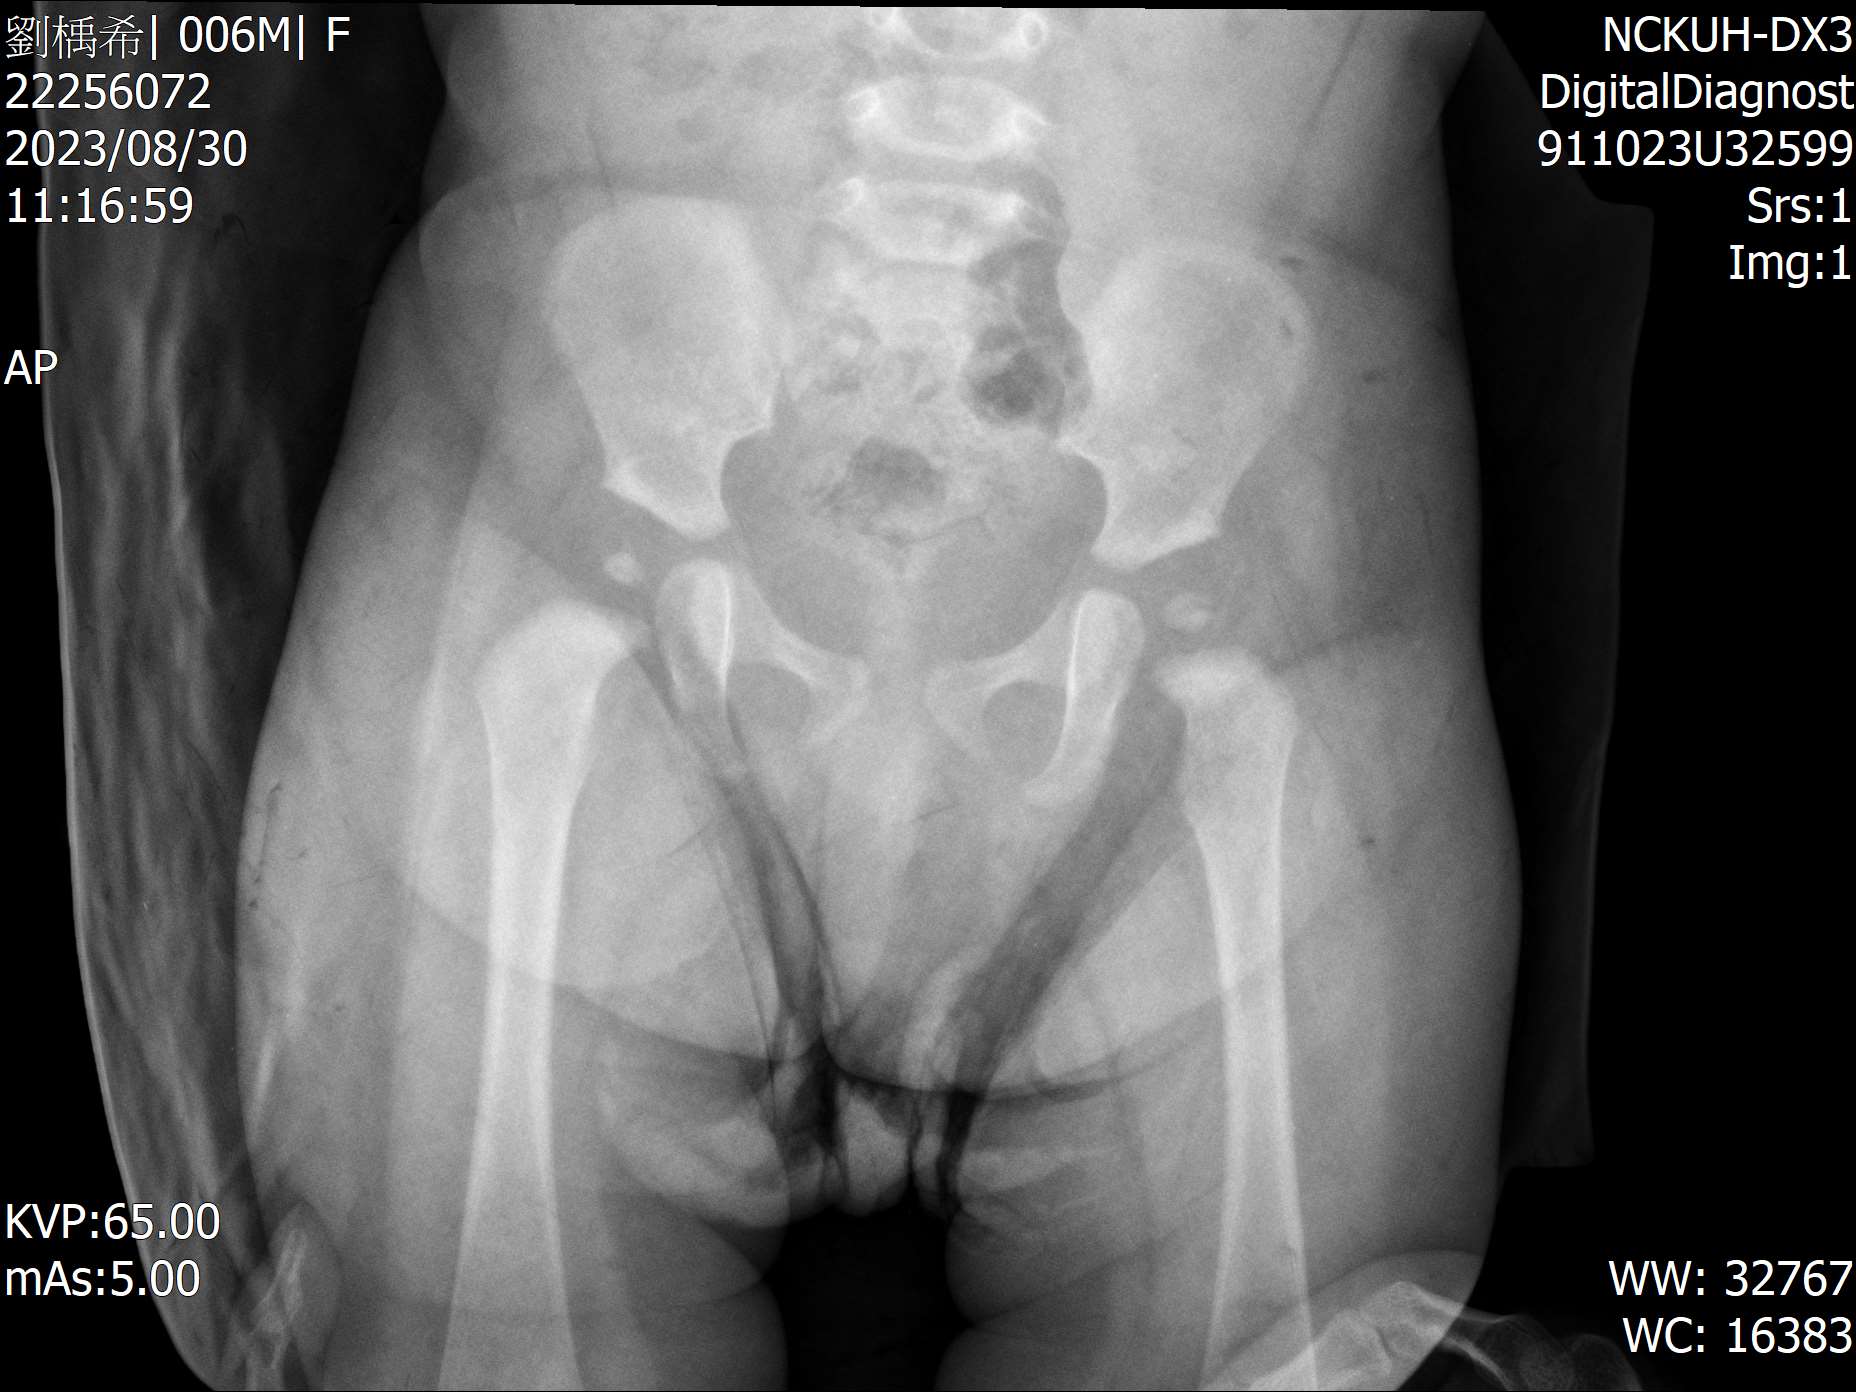 劉楀希| 006M| F
22256072
2023/08/30
11:16:59
AP
NCKUH-DX3
DigitalDiagnost
911023U32599
Srs:1
Img:1
KVP:65.00
mAs:5.00
WW: 32767
WC: 16383